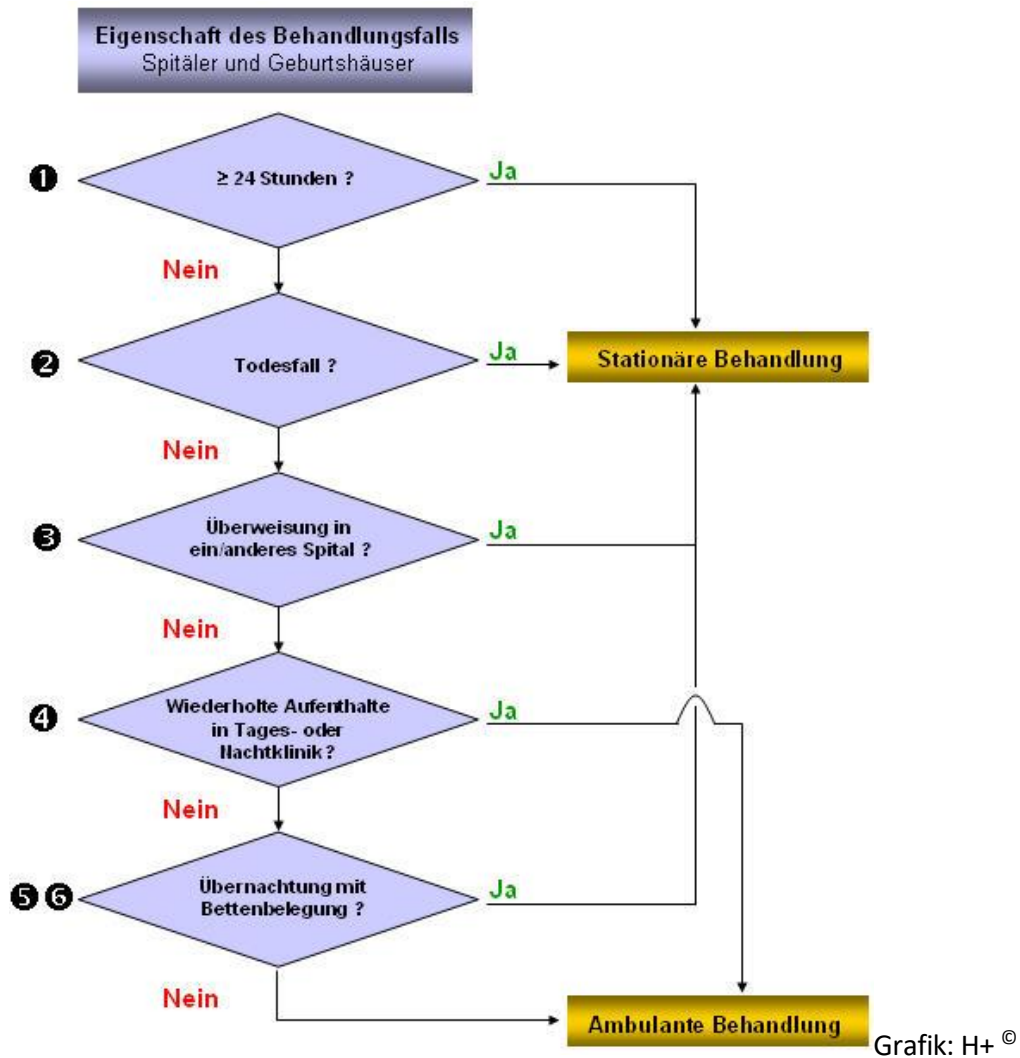 Eigenschaft des Behandlungsfalls
Spitäler und Geburtshäuser
❶
≥ 24 Stunden ?
Ja
Nein
❷
Todesfall ?
Ja
Stationäre Behandlung
Nein
❸
Überweisung in
ein/anderes Spital ?
Ja
Nein
❹
Wiederholte Aufenthalte
in Tages- oder
Nachtklinik ?
Ja
Nein
❺ ❻
Übernachtung mit
Bettenbelegung ?
Ja
Nein
Ambulante Behandlung
Grafik: H+ ©